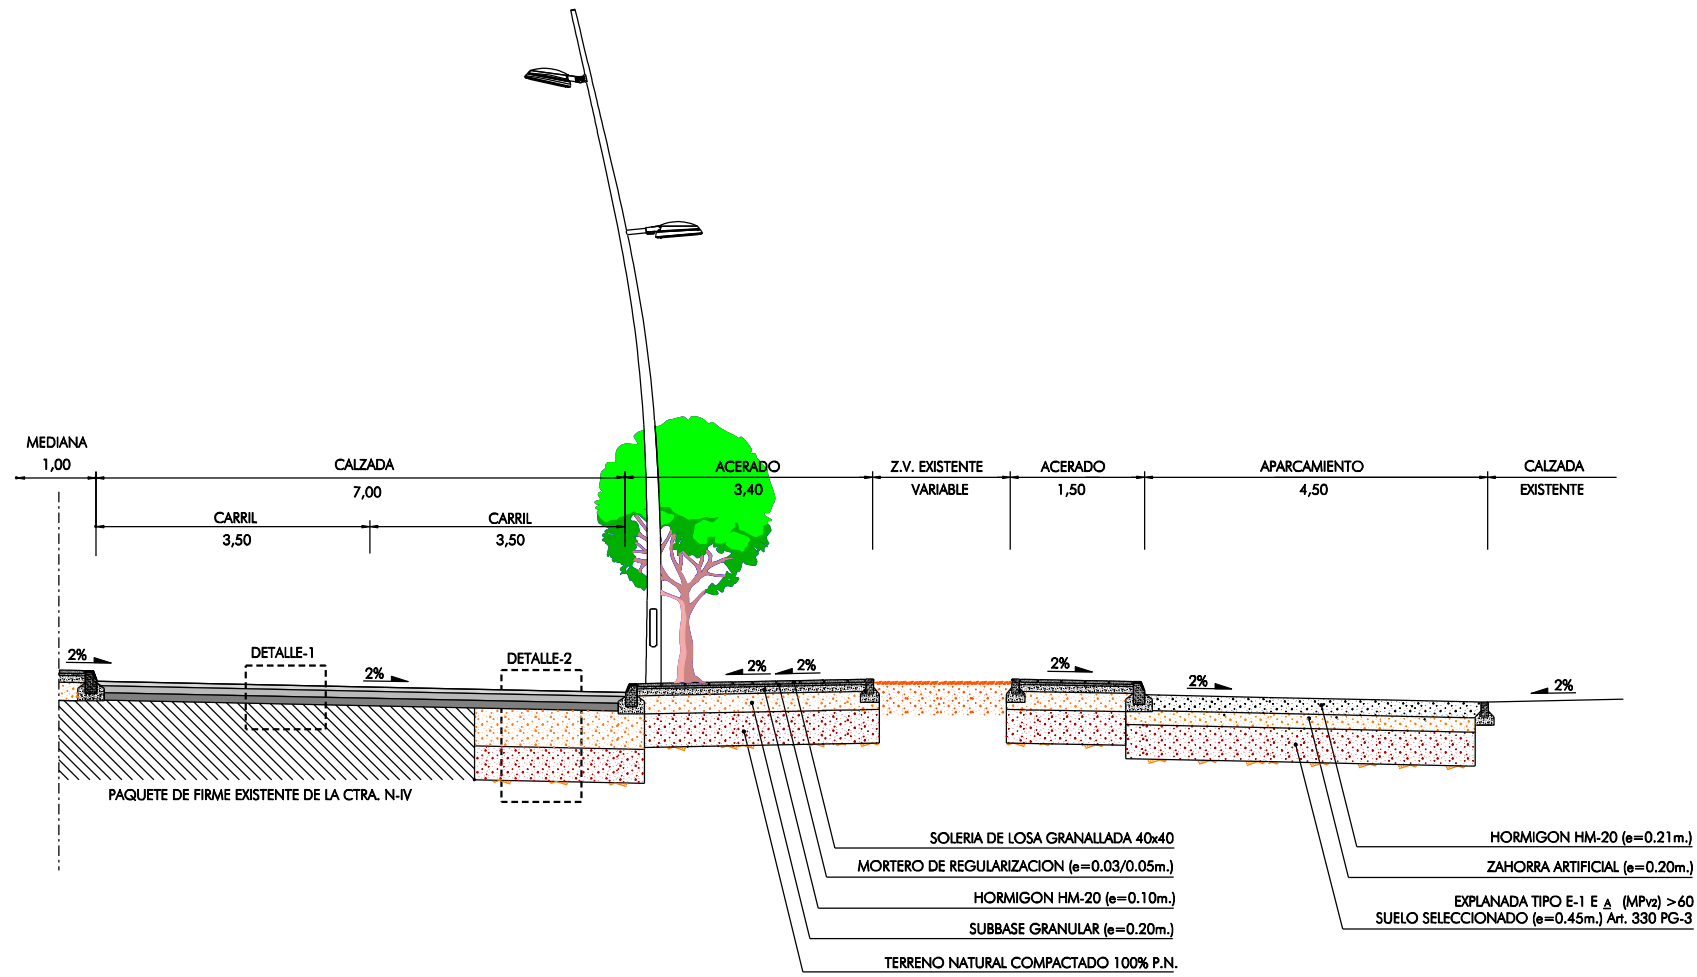 MEDIANA
1,00
CALZADA
7,00
ACERADO
3,40
Z.V. EXISTENTE
VARIABLE
ACERADO
1,50
APARCAMIENTO
4,50
CALZADA
EXISTENTE
CARRIL
3,50
CARRIL
3,50
2%
DETALLE-1
2%
DETALLE-2
2%
2%
2%
2%
2%
PAQUETE DE FIRME EXISTENTE DE LA CTRA. N-IV
SOLERIA DE LOSA GRANALLADA 40x40
MORTERO DE REGULARIZACION (e=0.03/0.05m.)
HORMIGON HM-20 (e=0.10m.)
SUBBASE GRANULAR (e=0.20m.)
TERRENO NATURAL COMPACTADO 100% P.N.
HORMIGON HM-20 (e=0.21m.)
ZAHORRA ARTIFICIAL (e=0.20m.)
EXPLANADA TIPO E-1 E A (MPv2) >60
SUELO SELECCIONADO (e=0.45m.) Art. 330 PG-3